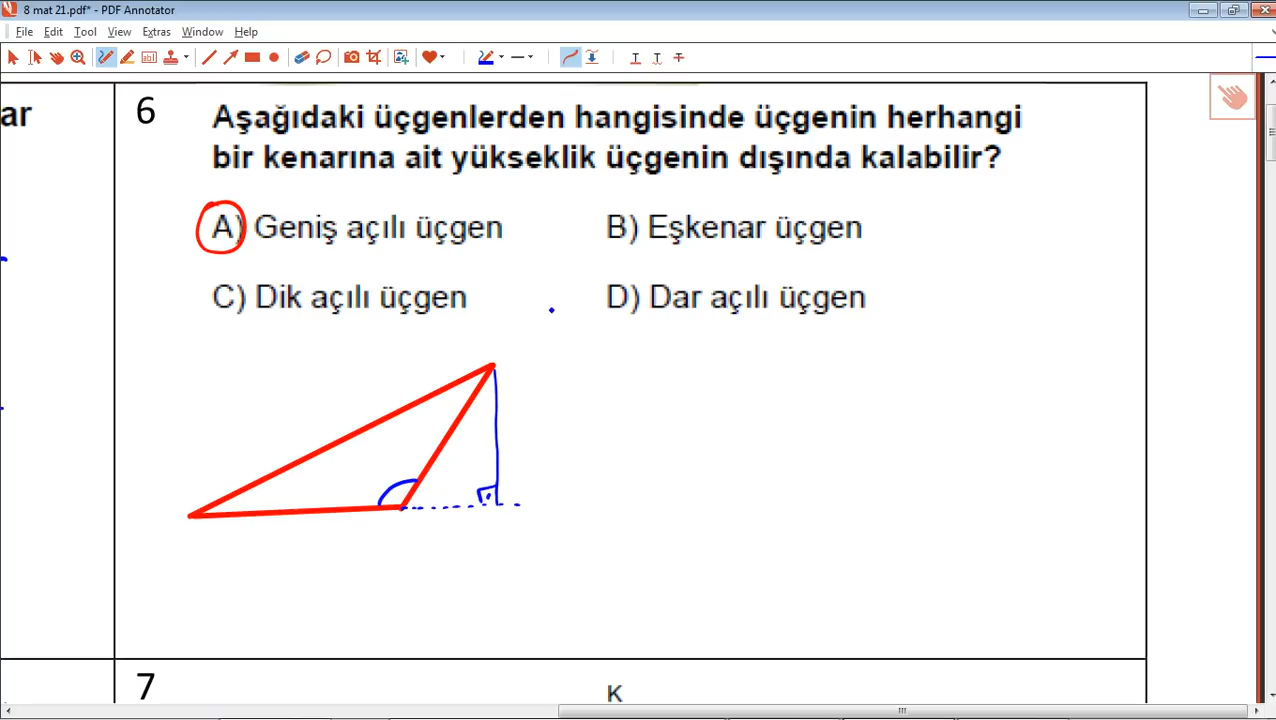 8 mat 21.pdf* - PDF Annotator
File Edit Tool View Extras Window Help
ar
6
Aşağıdaki üçgenlerden hangisinde üçgenin herhangi
bir kenarına ait yükseklik üçgenin dışında kalabilir?
A) Geniş açılı üçgen B) Eşkenar üçgen
C) Dik açılı üçgen D) Dar açılı üçgen
7
K